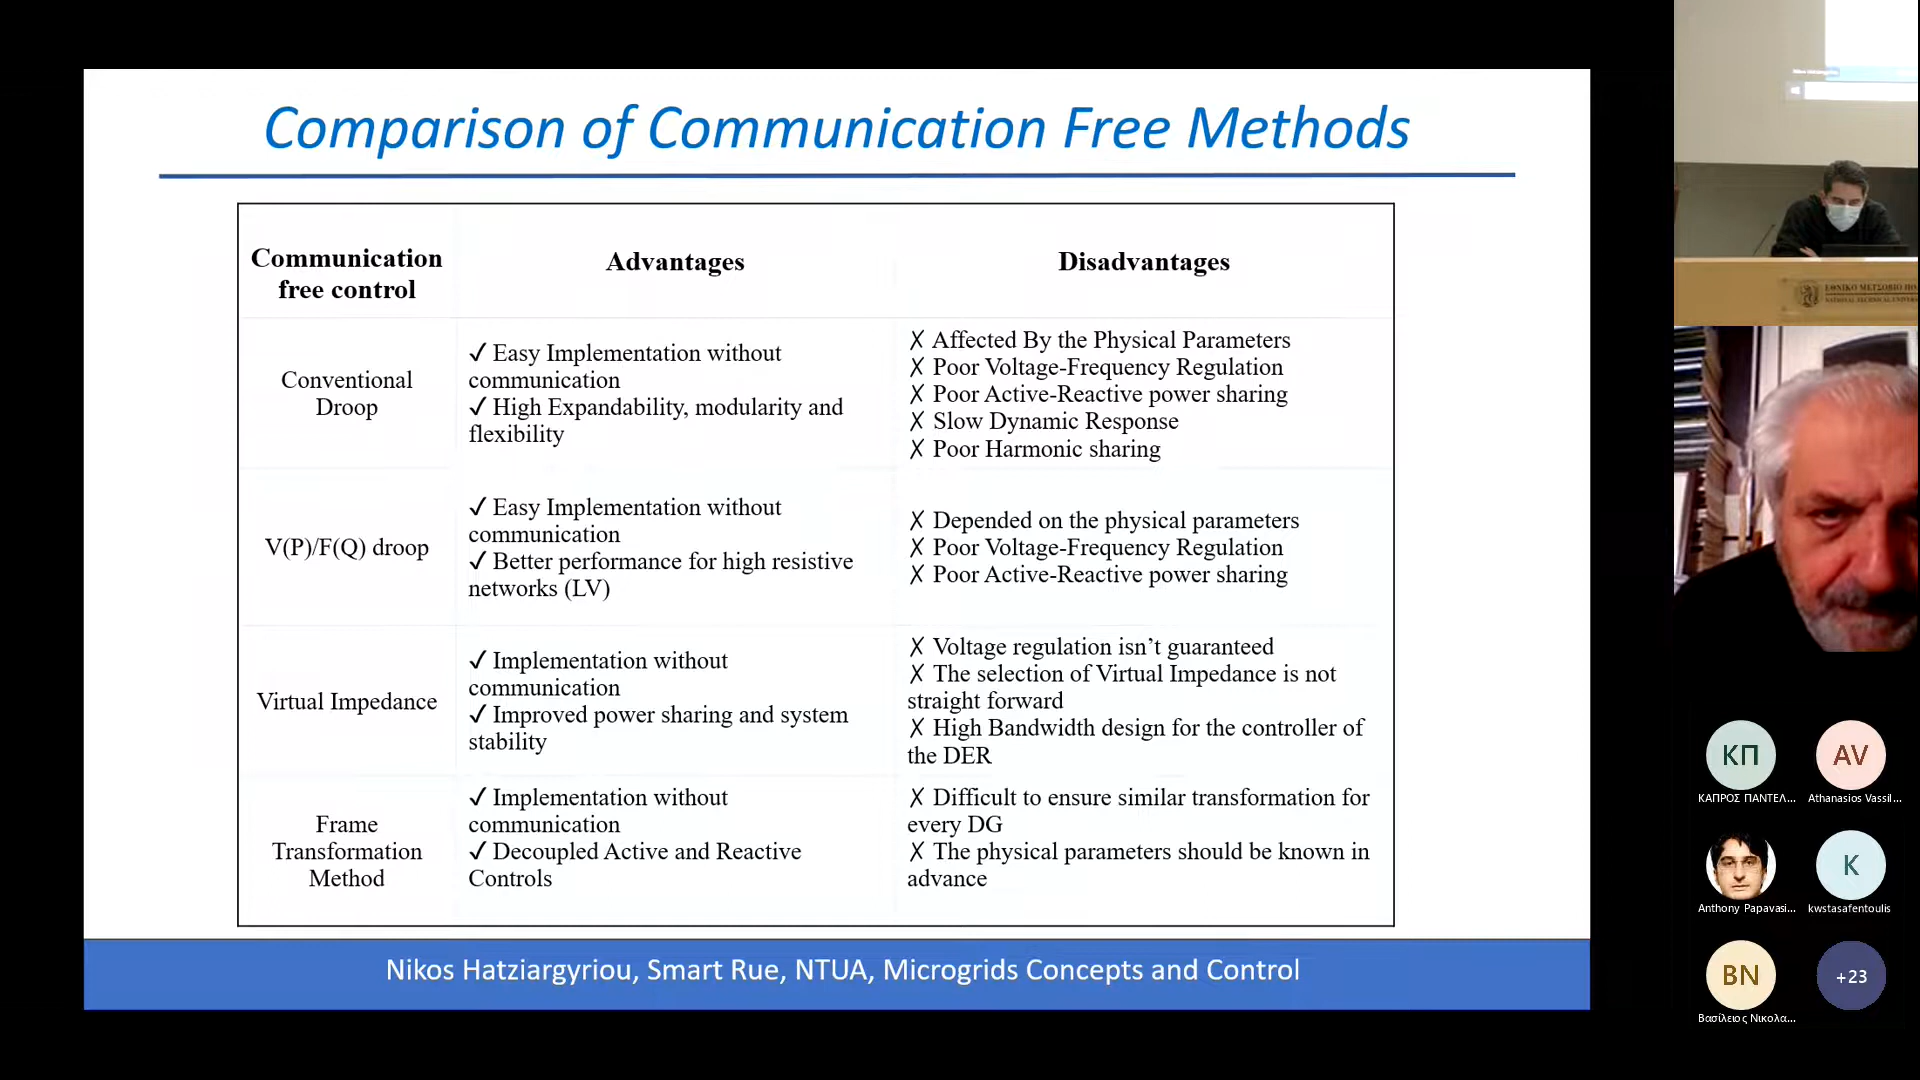 Comparison of Communication Free Methods
Communication
free control
Advantages
Disadvantages
Conventional
Droop
✓ Easy Implementation without
communication
✓ High Expandability, modularity and
flexibility
✗ Affected By the Physical Parameters
✗ Poor Voltage-Frequency Regulation
✗ Poor Active-Reactive power sharing
✗ Slow Dynamic Response
✗ Poor Harmonic sharing
V(P)/F(Q) droop
✓ Easy Implementation without
communication
✓ Better performance for high resistive
networks (LV)
✗ Depended on the physical parameters
✗ Poor Voltage-Frequency Regulation
✗ Poor Active-Reactive power sharing
Virtual Impedance
✓ Implementation without
communication
✓ Improved power sharing and system
stability
✗ Voltage regulation isn’t guaranteed
✗ The selection of Virtual Impedance is not
straight forward
✗ High Bandwidth design for the controller of
the DER
Frame
Transformation
Method
✓ Implementation without
communication
✓ Decoupled Active and Reactive
Controls
✗ Difficult to ensure similar transformation for
every DG
✗ The physical parameters should be known in
advance
Nikos Hatziargyriou, Smart Rue, NTUA, Microgrids Concepts and Control
ΕΘΝΙΚΟ ΜΕΤΣΟΒΙΟ ΠΟ
NATIONAL TECHNICAL UNIVERS
ΚΠ
AV
ΚΑΠΡΟΣ ΠΑΝΤΕΛ...
Athanasios Vassil...
K
Anthony Papavasi...
kwstasafentoulis
BN
+23
Βασίλειος Νικολα...